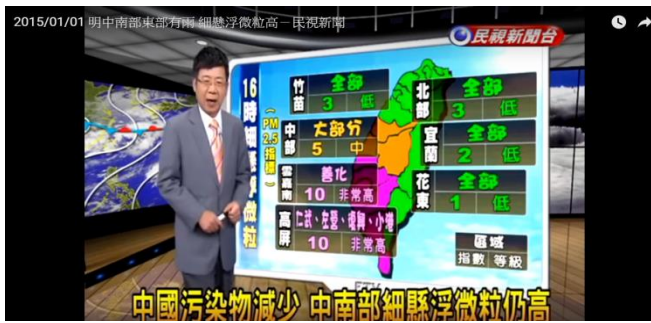 2015/01/01 明中南部東部有雨 細懸浮微粒高－民視新聞
民視新聞台
16時細懸浮微粒
（PM2.5指標）
竹苗
全部
3 低
中部
大部分
5 中
雲嘉南
善化
10 非常高
高屏
仁武、左營、復興、小港
10 非常高
北部
全部
3 低
宜蘭
全部
2 低
花東
全部
1 低
區域
指數 等級
中國污染物減少 中南部細懸浮微粒仍高